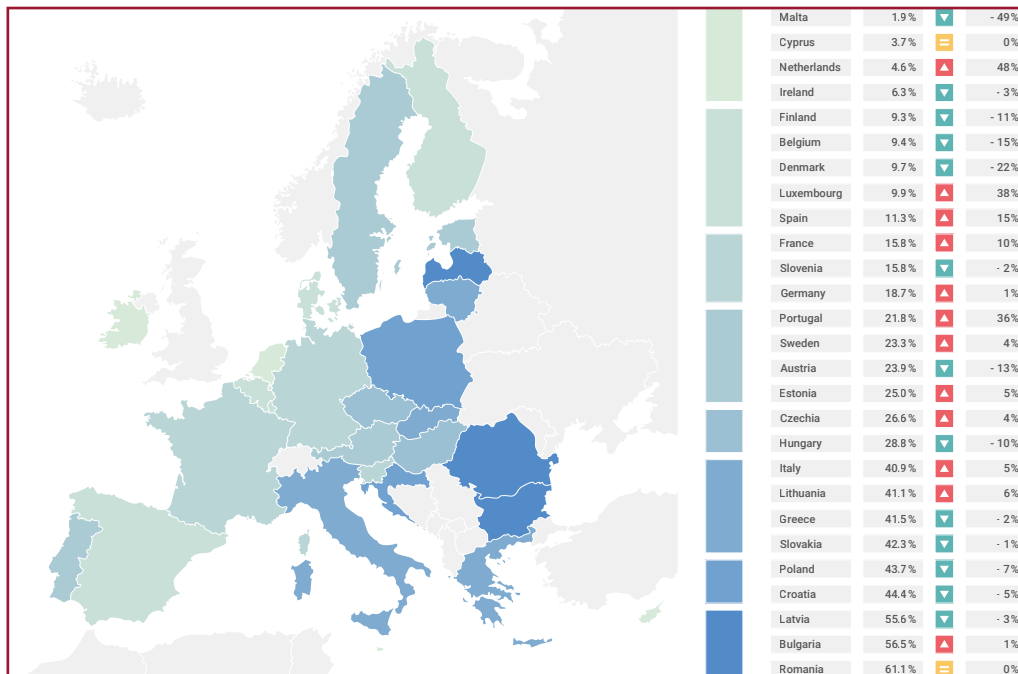 Malta 1.9% - 49%
Cyprus 3.7% 0%
Netherlands 4.6% 48%
Ireland 6.3% - 3%
Finland 9.3% - 11%
Belgium 9.4% - 15%
Denmark 9.7% - 22%
Luxembourg 9.9% 38%
Spain 11.3% 15%
France 15.8% 10%
Slovenia 15.8% - 2%
Germany 18.7% 1%
Portugal 21.8% 36%
Sweden 23.3% 4%
Austria 23.9% - 13%
Estonia 25.0% 5%
Czechia 26.6% 4%
Hungary 28.8% - 10%
Italy 40.9% 5%
Lithuania 41.1% 6%
Greece 41.5% - 2%
Slovakia 42.3% - 1%
Poland 43.7% - 7%
Croatia 44.4% - 5%
Latvia 55.6% - 3%
Bulgaria 56.5% 1%
Romania 61.1% 0%